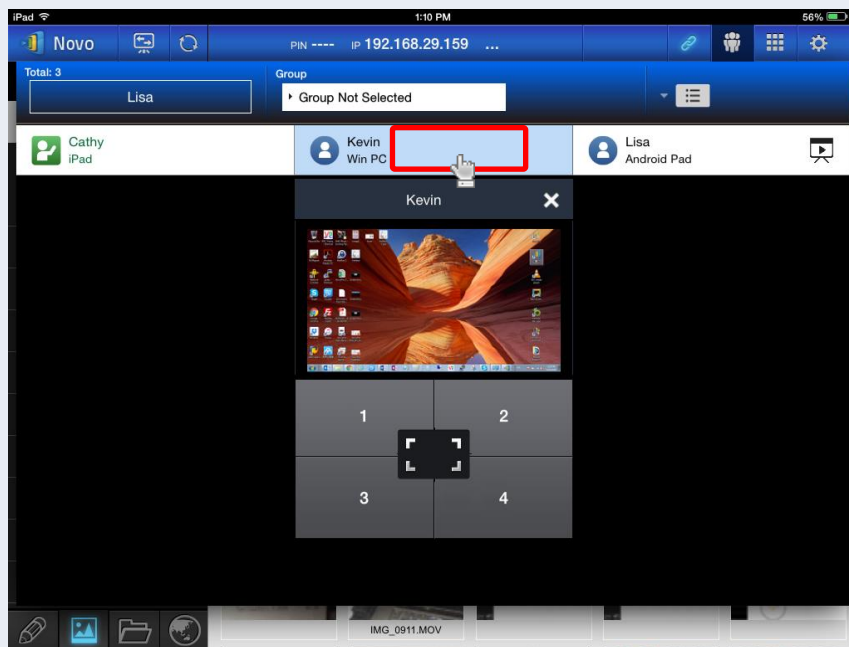 iPad 1:10 PM 56%
Novo PIN ---- IP 192.168.29.159 ...
Total: 3 Group
Lisa Group Not Selected
Cathy Kevin Lisa
iPad Win PC Android Pad
Kevin
1 2
3 4
IMG_0911.MOV